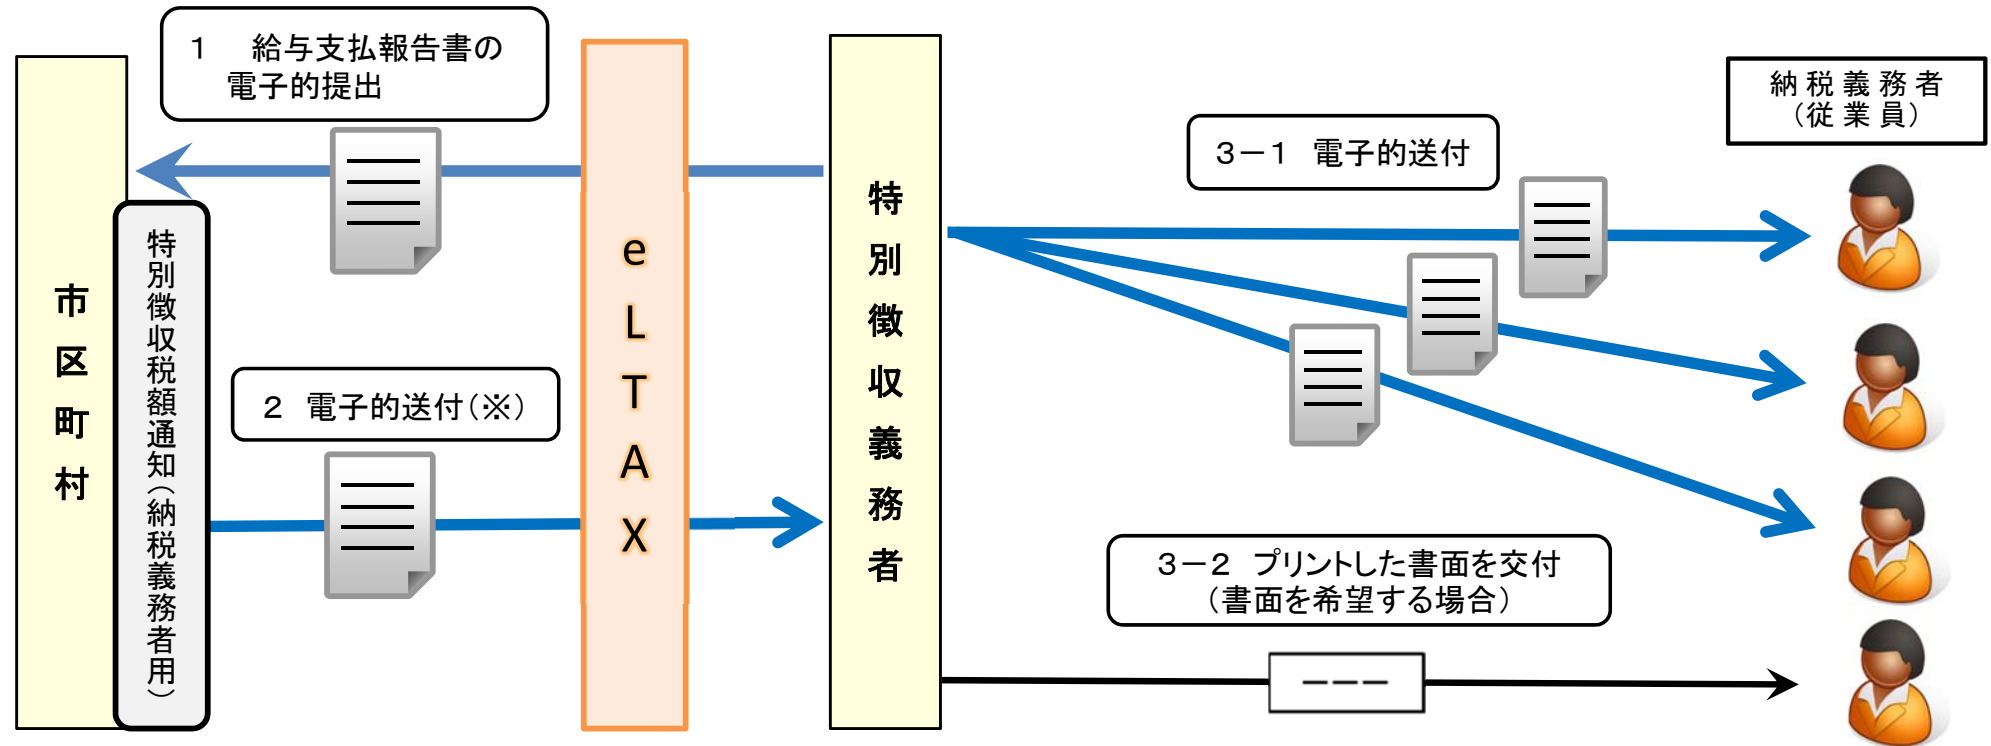 1　給与支払報告書の
電子的提出
市区町村
特別徴収税額通知（納税義務者用）
2　電子的送付（※）
eLTAX
特別徴収義務者
3－1　電子的送付
納税義務者
（従業員）
3－2　プリントした書面を交付
（書面を希望する場合）